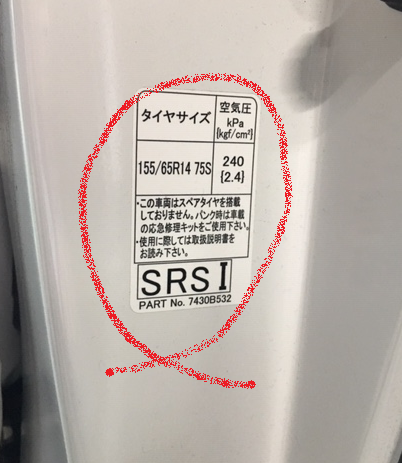 タイヤサイズ
空気圧
kPa
{kgf/cm²}
155/65R14 75S
240
{2.4}
・この車両はスペアタイヤを搭載
しておりません。パンク時は車載
の応急修理キットをご使用下さい。
・使用に際しては取扱説明書を
お読み下さい。
SRS I
PART No. 7430B532